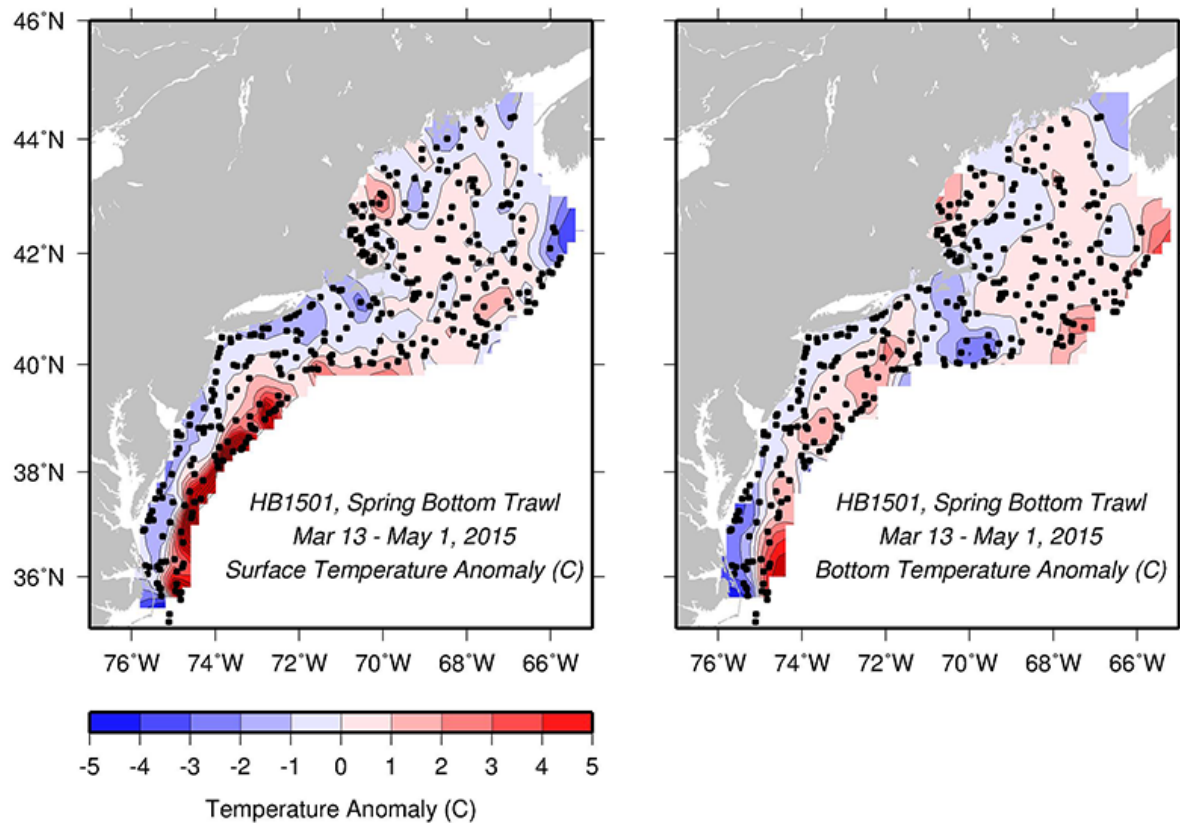 46˚N
44˚N
42˚N
40˚N
38˚N
36˚N
HB1501, Spring Bottom Trawl
Mar 13 - May 1, 2015
Surface Temperature Anomaly (C)
76˚W 74˚W 72˚W 70˚W 68˚W 66˚W
HB1501, Spring Bottom Trawl
Mar 13 - May 1, 2015
Bottom Temperature Anomaly (C)
76˚W 74˚W 72˚W 70˚W 68˚W 66˚W
-5 -4 -3 -2 -1 0 1 2 3 4 5
Temperature Anomaly (C)